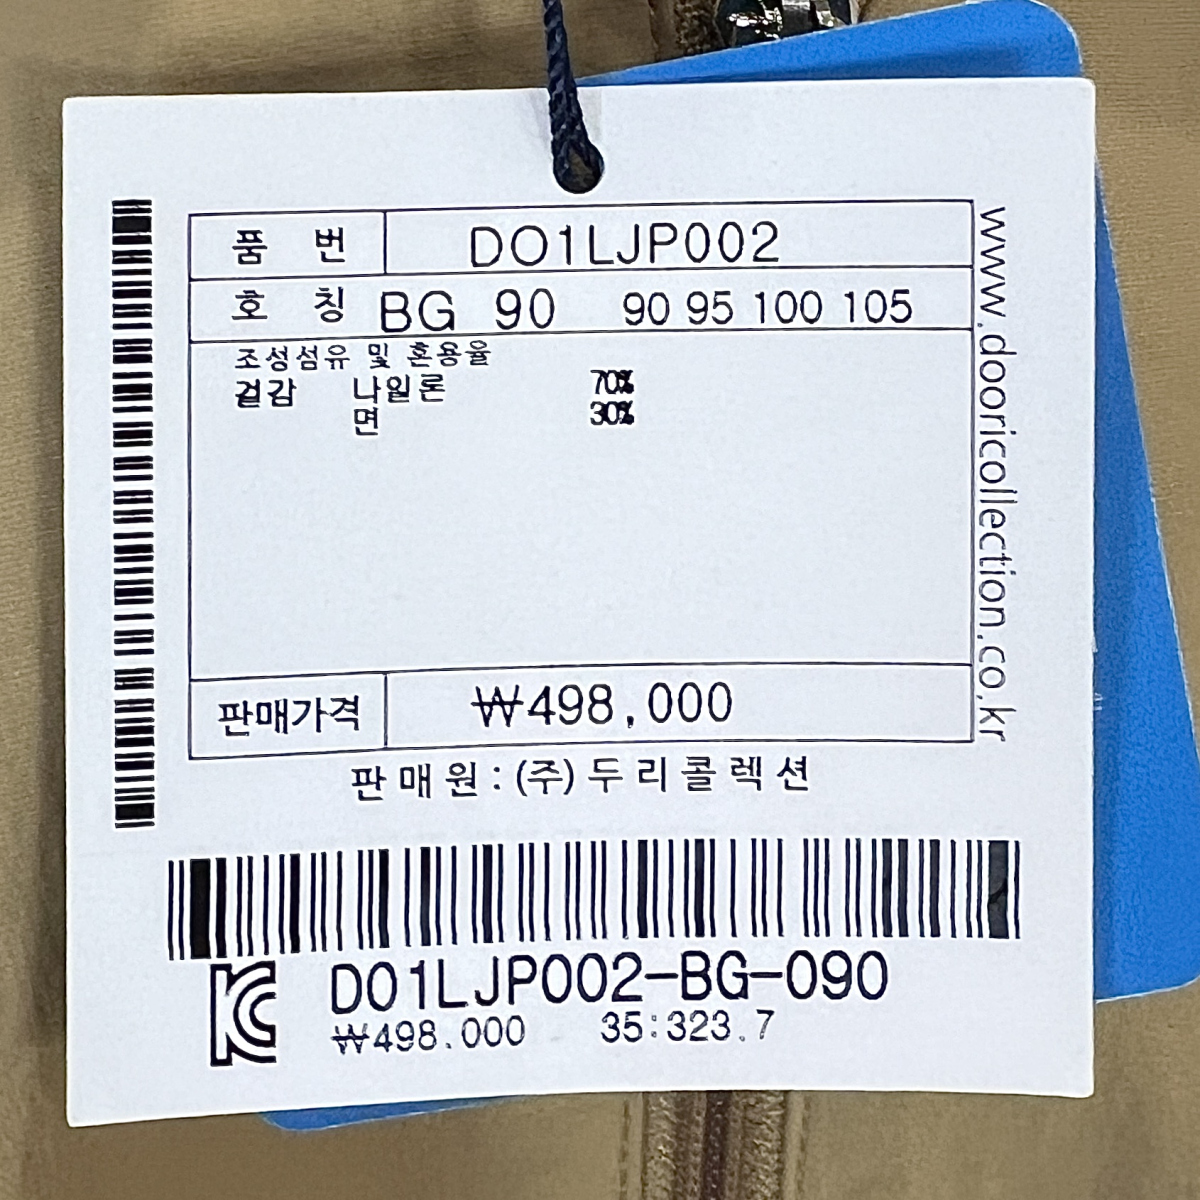 품 번 DO1LJP002
호 칭 BG 90 90 95 100 105
조성섬유 및 혼용율
겉감 나일론 70%
면 30%
판매가격 ₩498,000
판매원:(주)두리콜렉션
www.dooricollection.co.kr
DO1LJP002-BG-090
₩498.000 35:323.7